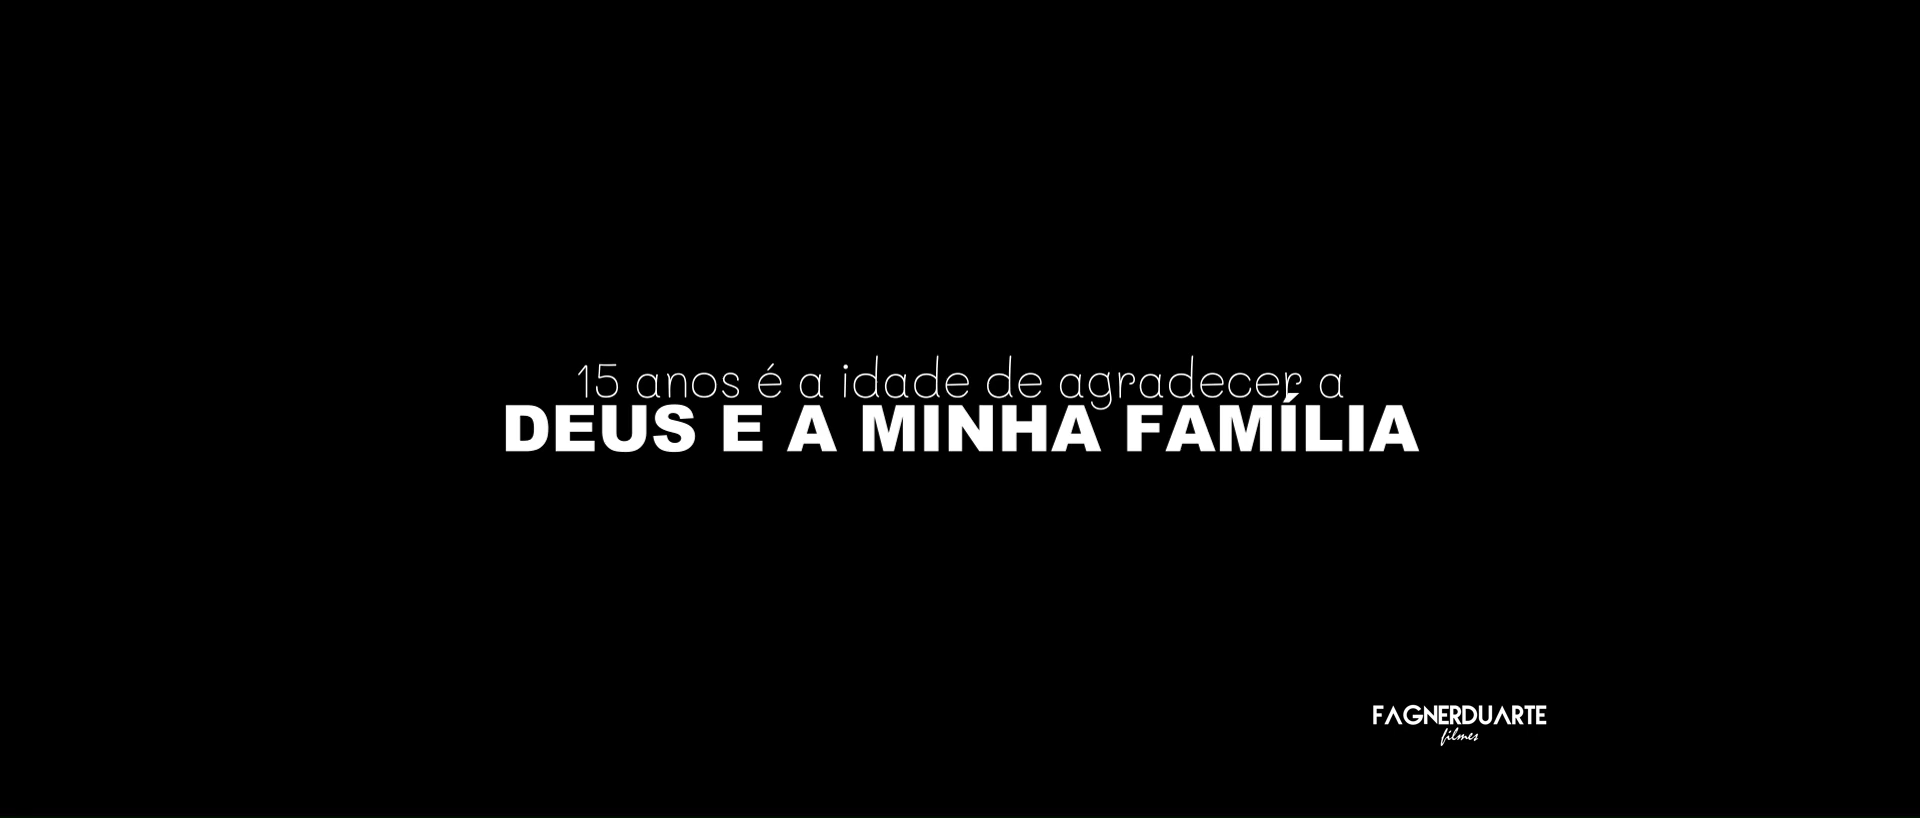 15 anos é a idade de agradecer a
DEUS E A MINHA FAMÍLIA
FAGNERDUARTE
filmes